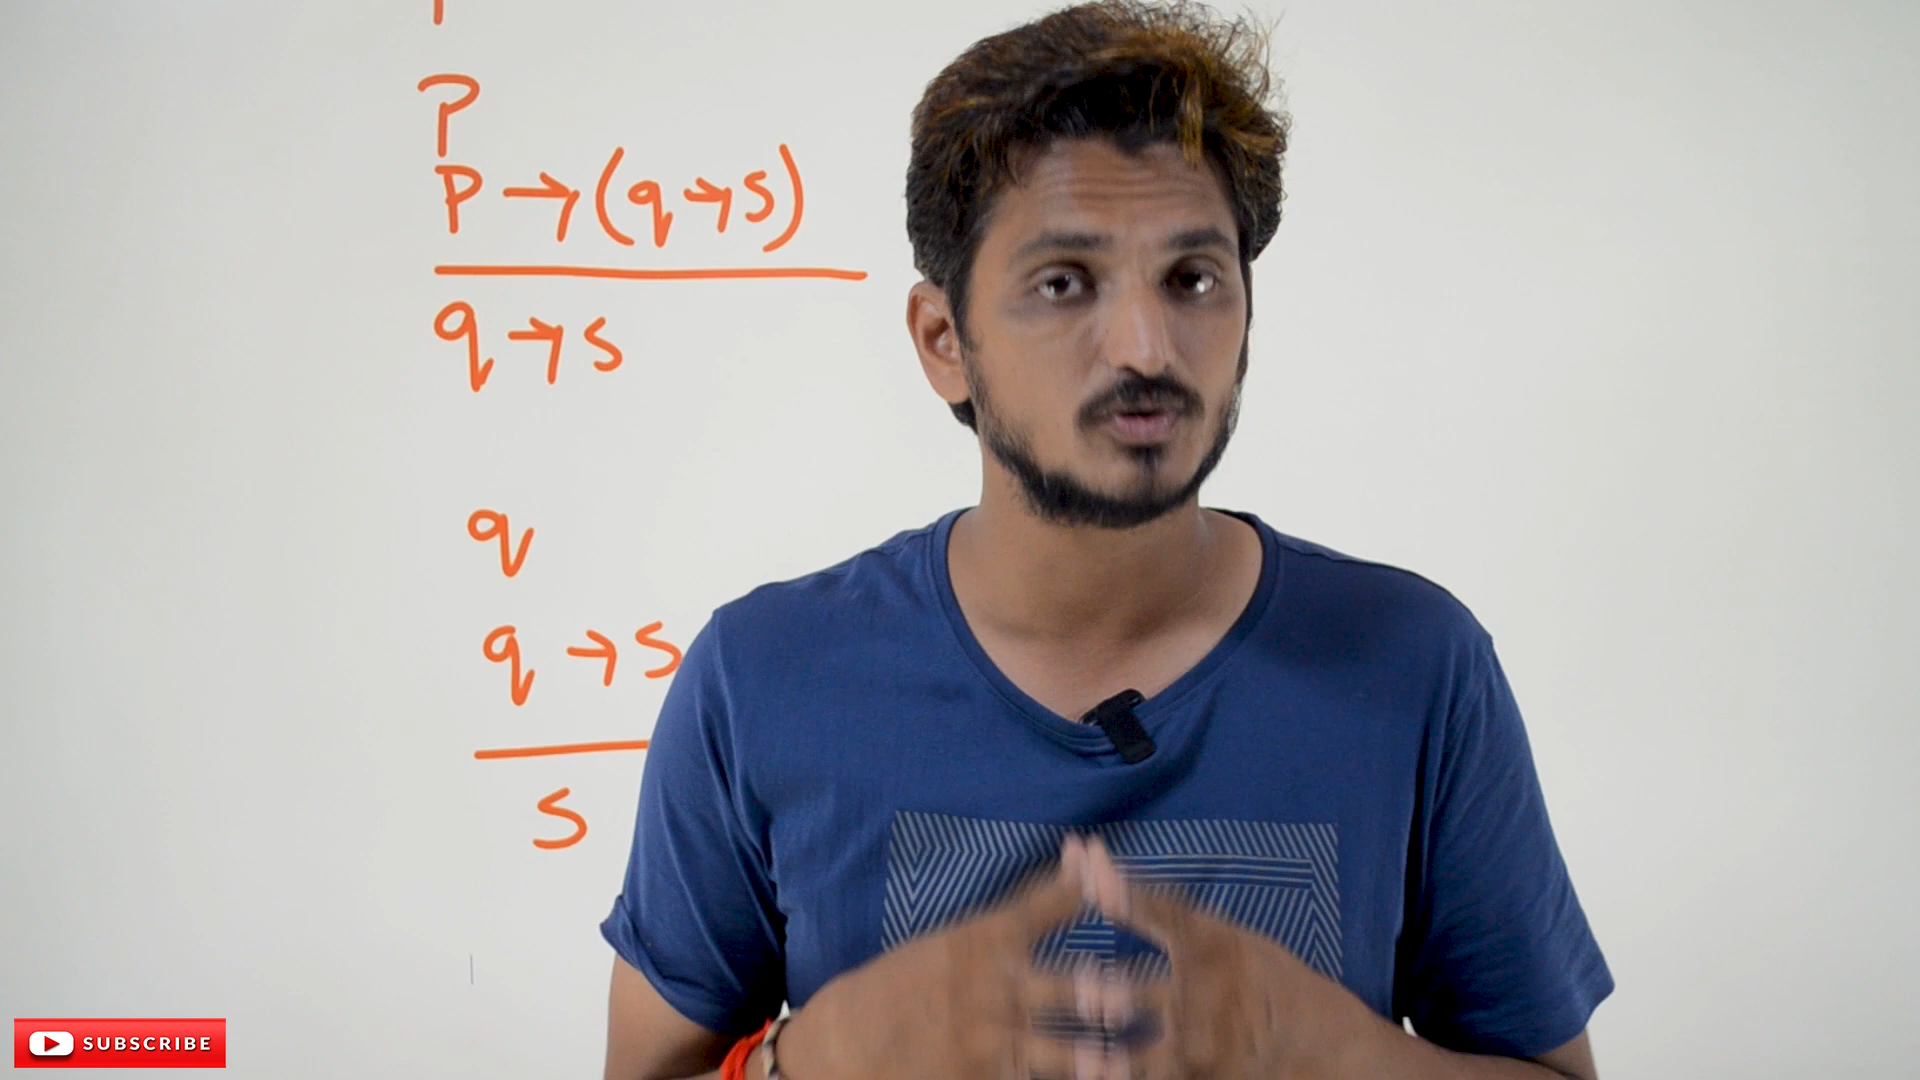 P
P → (q → s)
q → s
q
q → s
s
SUBSCRIBE